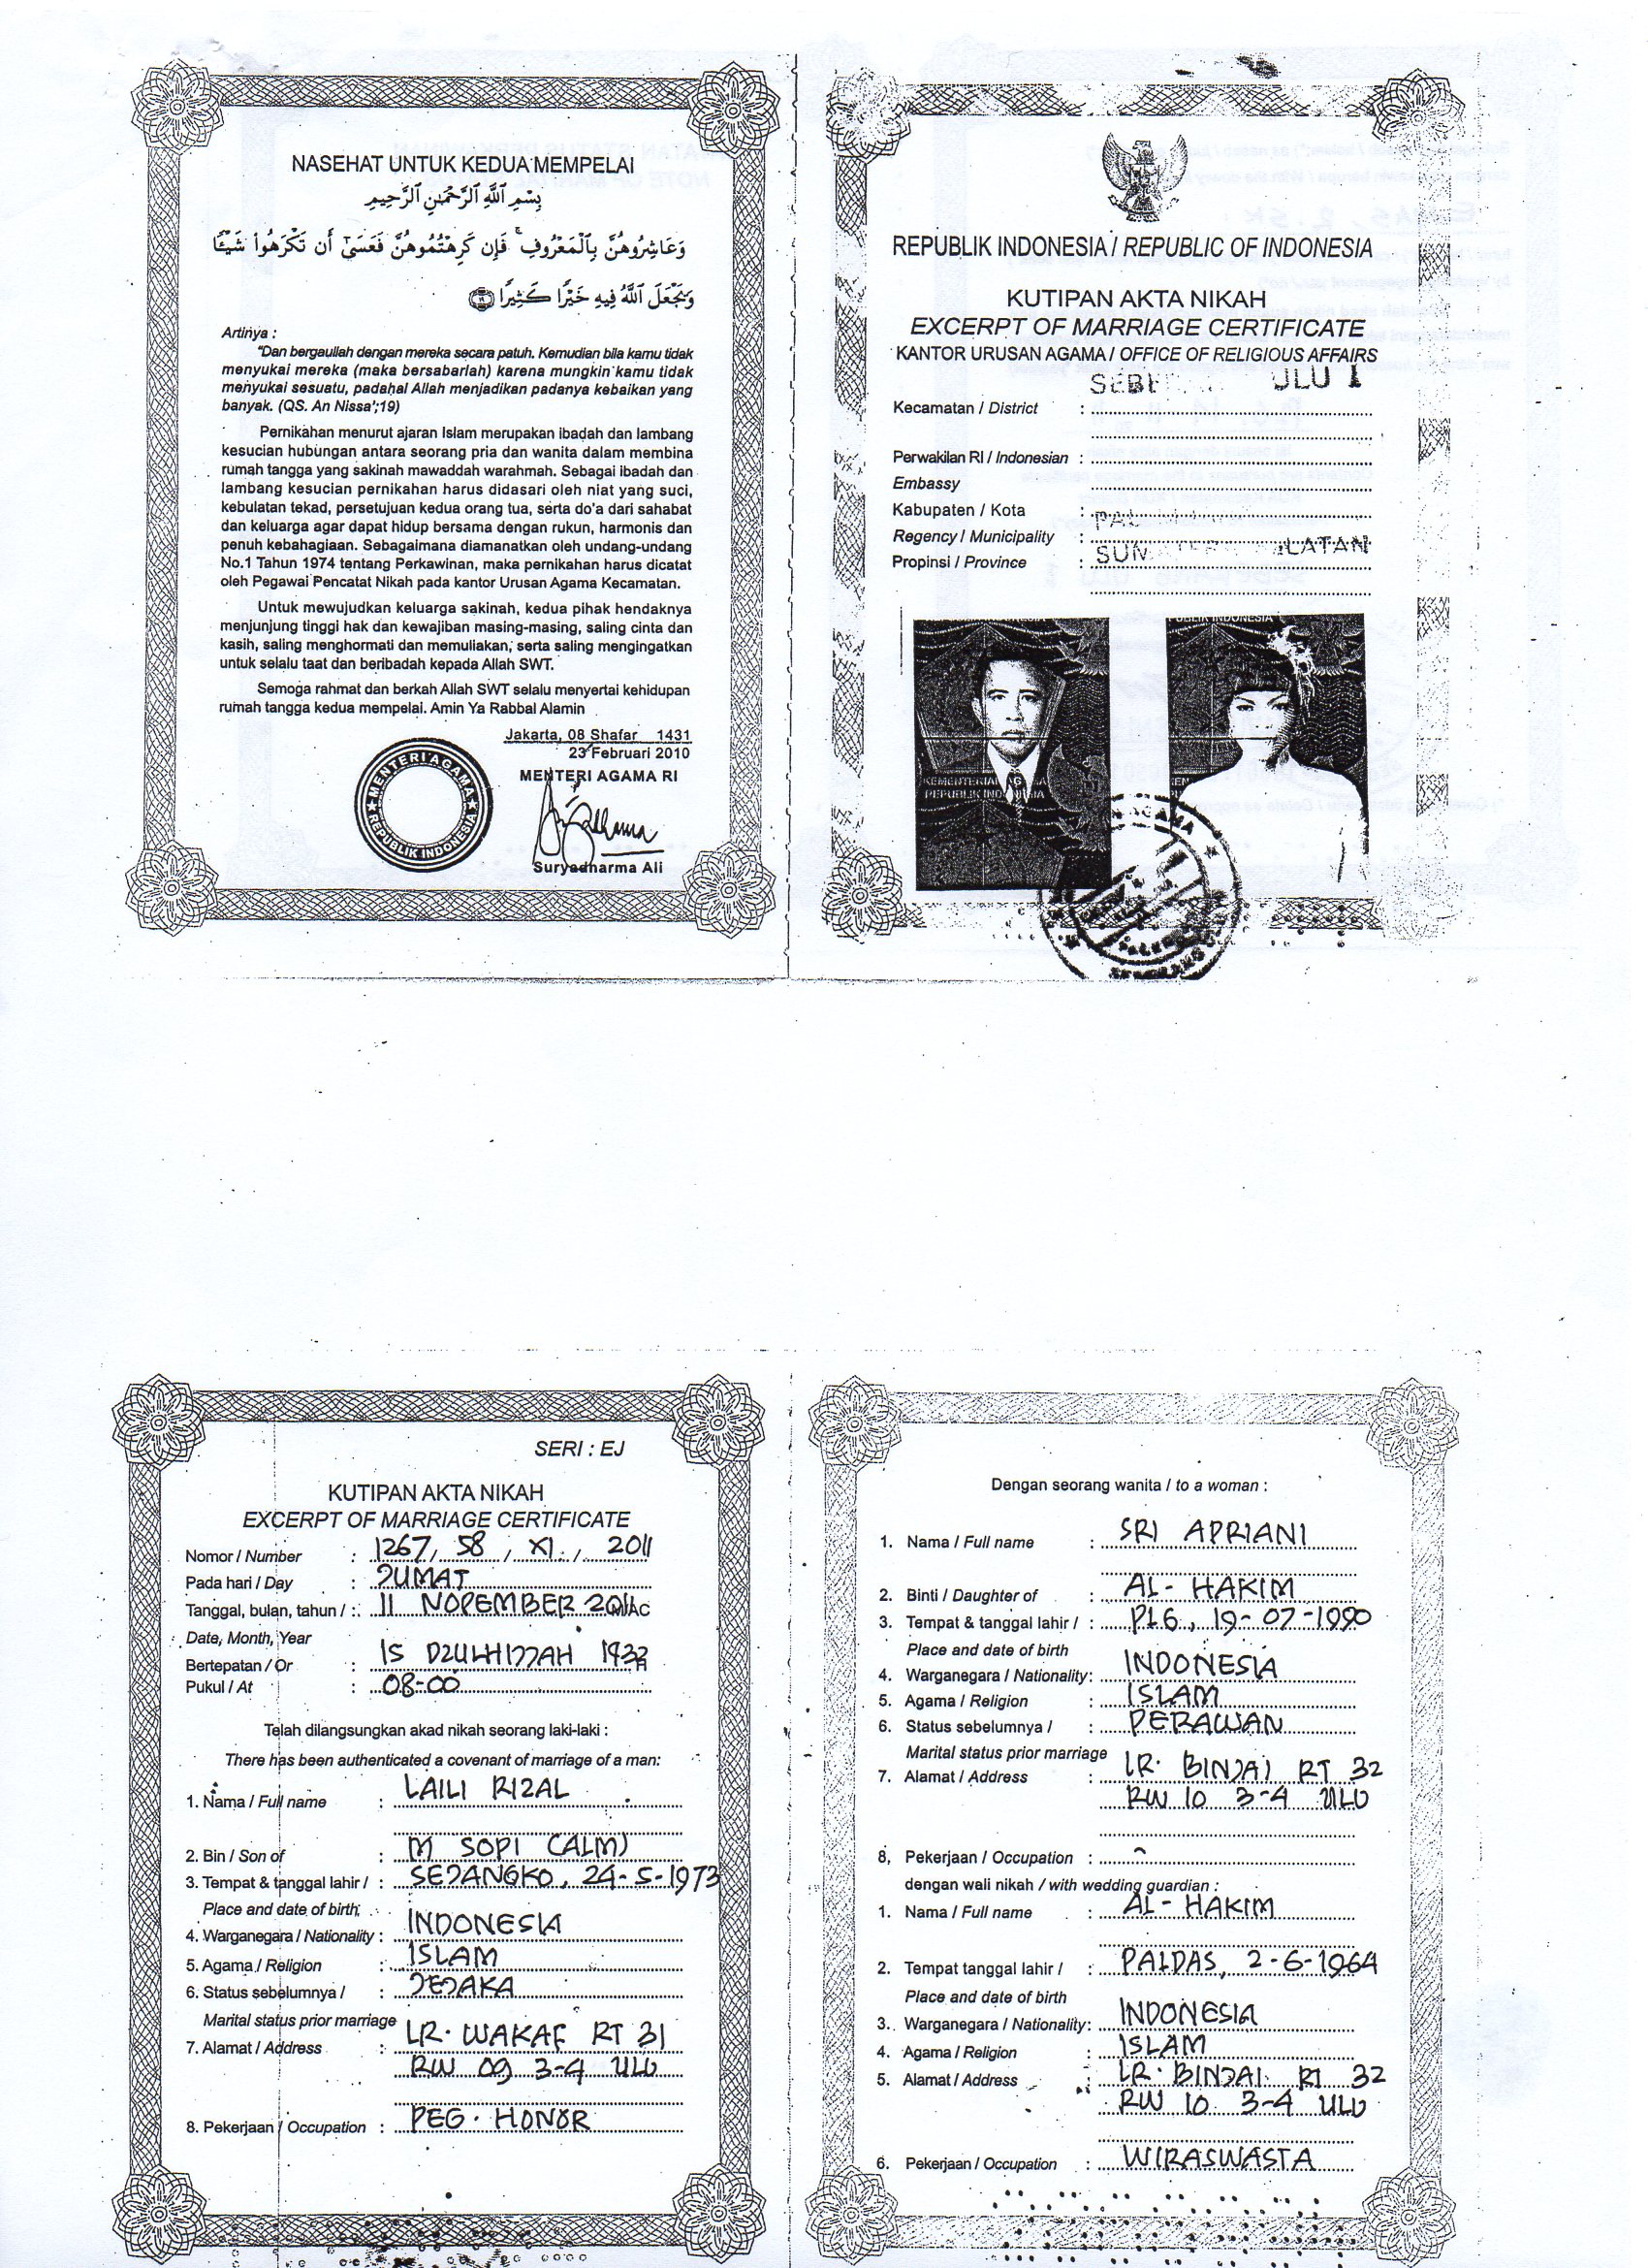 NASEHAT UNTUK KEDUA MEMPELAI
بِسْمِ اللَّهِ الرَّحْمَٰنِ الرَّحِيمِ
وَعَاشِرُوهُنَّ بِالْمَعْرُوفِ ۚ فَإِن كَرِهْتُمُوهُنَّ فَعَسَىٰٓ أَن تَكْرَهُوا۟ شَيْـًٔا
وَيَجْعَلَ اللَّهُ فِيهِ خَيْرًا كَثِيرًا ١٩
Artinya :
"Dan bergaullah dengan mereka secara patuh. Kemudian bila kamu tidak
menyukai mereka (maka bersabarlah) karena mungkin kamu tidak
menyukai sesuatu, padahal Allah menjadikan padanya kebaikan yang
banyak. (QS. An Nissa';19)
Pernikahan menurut ajaran Islam merupakan ibadah dan lambang
kesucian hubungan antara seorang pria dan wanita dalam membina
rumah tangga yang sakinah mawaddah warahmah. Sebagai ibadah dan
lambang kesucian pernikahan harus didasari oleh niat yang suci,
kebulatan tekad, persetujuan kedua orang tua, serta do'a dari sahabat
dan keluarga agar dapat hidup bersama dengan rukun, harmonis dan
penuh kebahagiaan. Sebagaimana diamanatkan oleh undang-undang
No.1 Tahun 1974 tentang Perkawinan, maka pernikahan harus dicatat
oleh Pegawai Pencatat Nikah pada kantor Urusan Agama Kecamatan.
Untuk mewujudkan keluarga sakinah, kedua pihak hendaknya
menjunjung tinggi hak dan kewajiban masing-masing, saling cinta dan
kasih, saling menghormati dan memuliakan, serta saling mengingatkan
untuk selalu taat dan beribadah kepada Allah SWT.
Semoga rahmat dan berkah Allah SWT selalu menyertai kehidupan
rumah tangga kedua mempelai. Amin Ya Rabbal Alamin
Jakarta, 08 Shafar 1431
23 Februari 2010
MENTERI AGAMA RI
MENTERI AGAMA
REPUBLIK INDONESIA
Suryadharma Ali
REPUBLIK INDONESIA / REPUBLIC OF INDONESIA
KUTIPAN AKTA NIKAH
EXCERPT OF MARRIAGE CERTIFICATE
KANTOR URUSAN AGAMA / OFFICE OF RELIGIOUS AFFAIRS
ULU I
Kecamatan / District :
Perwakilan RI / Indonesian :
Embassy
Kabupaten / Kota :
Regency / Municipality :
Propinsi / Province :
KEMENTERIAN AGAMA
REPUBLIK INDONESIA
SERI : EJ
KUTIPAN AKTA NIKAH
EXCERPT OF MARRIAGE CERTIFICATE
Nomor / Number : 1267, 58, XI, 2011
Pada hari / Day : JUMAT
Tanggal, bulan, tahun / : 11 NOPEMBER 2011
Date, Month, Year
Bertepatan / Or : 15 DZULHIJJAH 1432
Pukul / At : 08-00
Telah dilangsungkan akad nikah seorang laki-laki :
There has been authenticated a covenant of marriage of a man:
1. Nama / Full name : LAILI RIZAL
2. Bin / Son of : M SOPI (ALM)
3. Tempat & tanggal lahir / : SEJANGKO, 24-5-1973
Place and date of birth
4. Warganegara / Nationality : INDONESIA
5. Agama / Religion : ISLAM
6. Status sebelumnya / : JEJAKA
Marital status prior marriage
7. Alamat / Address : LR. WAKAF RT 31
RW 09 3-4 ULU
8. Pekerjaan / Occupation : PEG. HONOR
Dengan seorang wanita / to a woman :
1. Nama / Full name : SRI APRIANI
2. Binti / Daughter of : AL-HAKIM
3. Tempat & tanggal lahir / : PLG, 19-07-1990
Place and date of birth
4. Warganegara / Nationality: INDONESIA
5. Agama / Religion : ISLAM
6. Status sebelumnya / : PERAWAN
Marital status prior marriage
7. Alamat / Address : LR. BINJAI RT 32
RW 10 3-4 ULU
8, Pekerjaan / Occupation : -
dengan wali nikah / with wedding guardian :
1. Nama / Full name : AL-HAKIM
2. Tempat tanggal lahir / : PALDAS, 2-6-1964
Place and date of birth
3. Warganegara / Nationality: INDONESIA
4. Agama / Religion : ISLAM
5. Alamat / Address : LR. BINJAI RT 32
RW 10 3-4 ULU
6. Pekerjaan / Occupation : WIRASWASTA